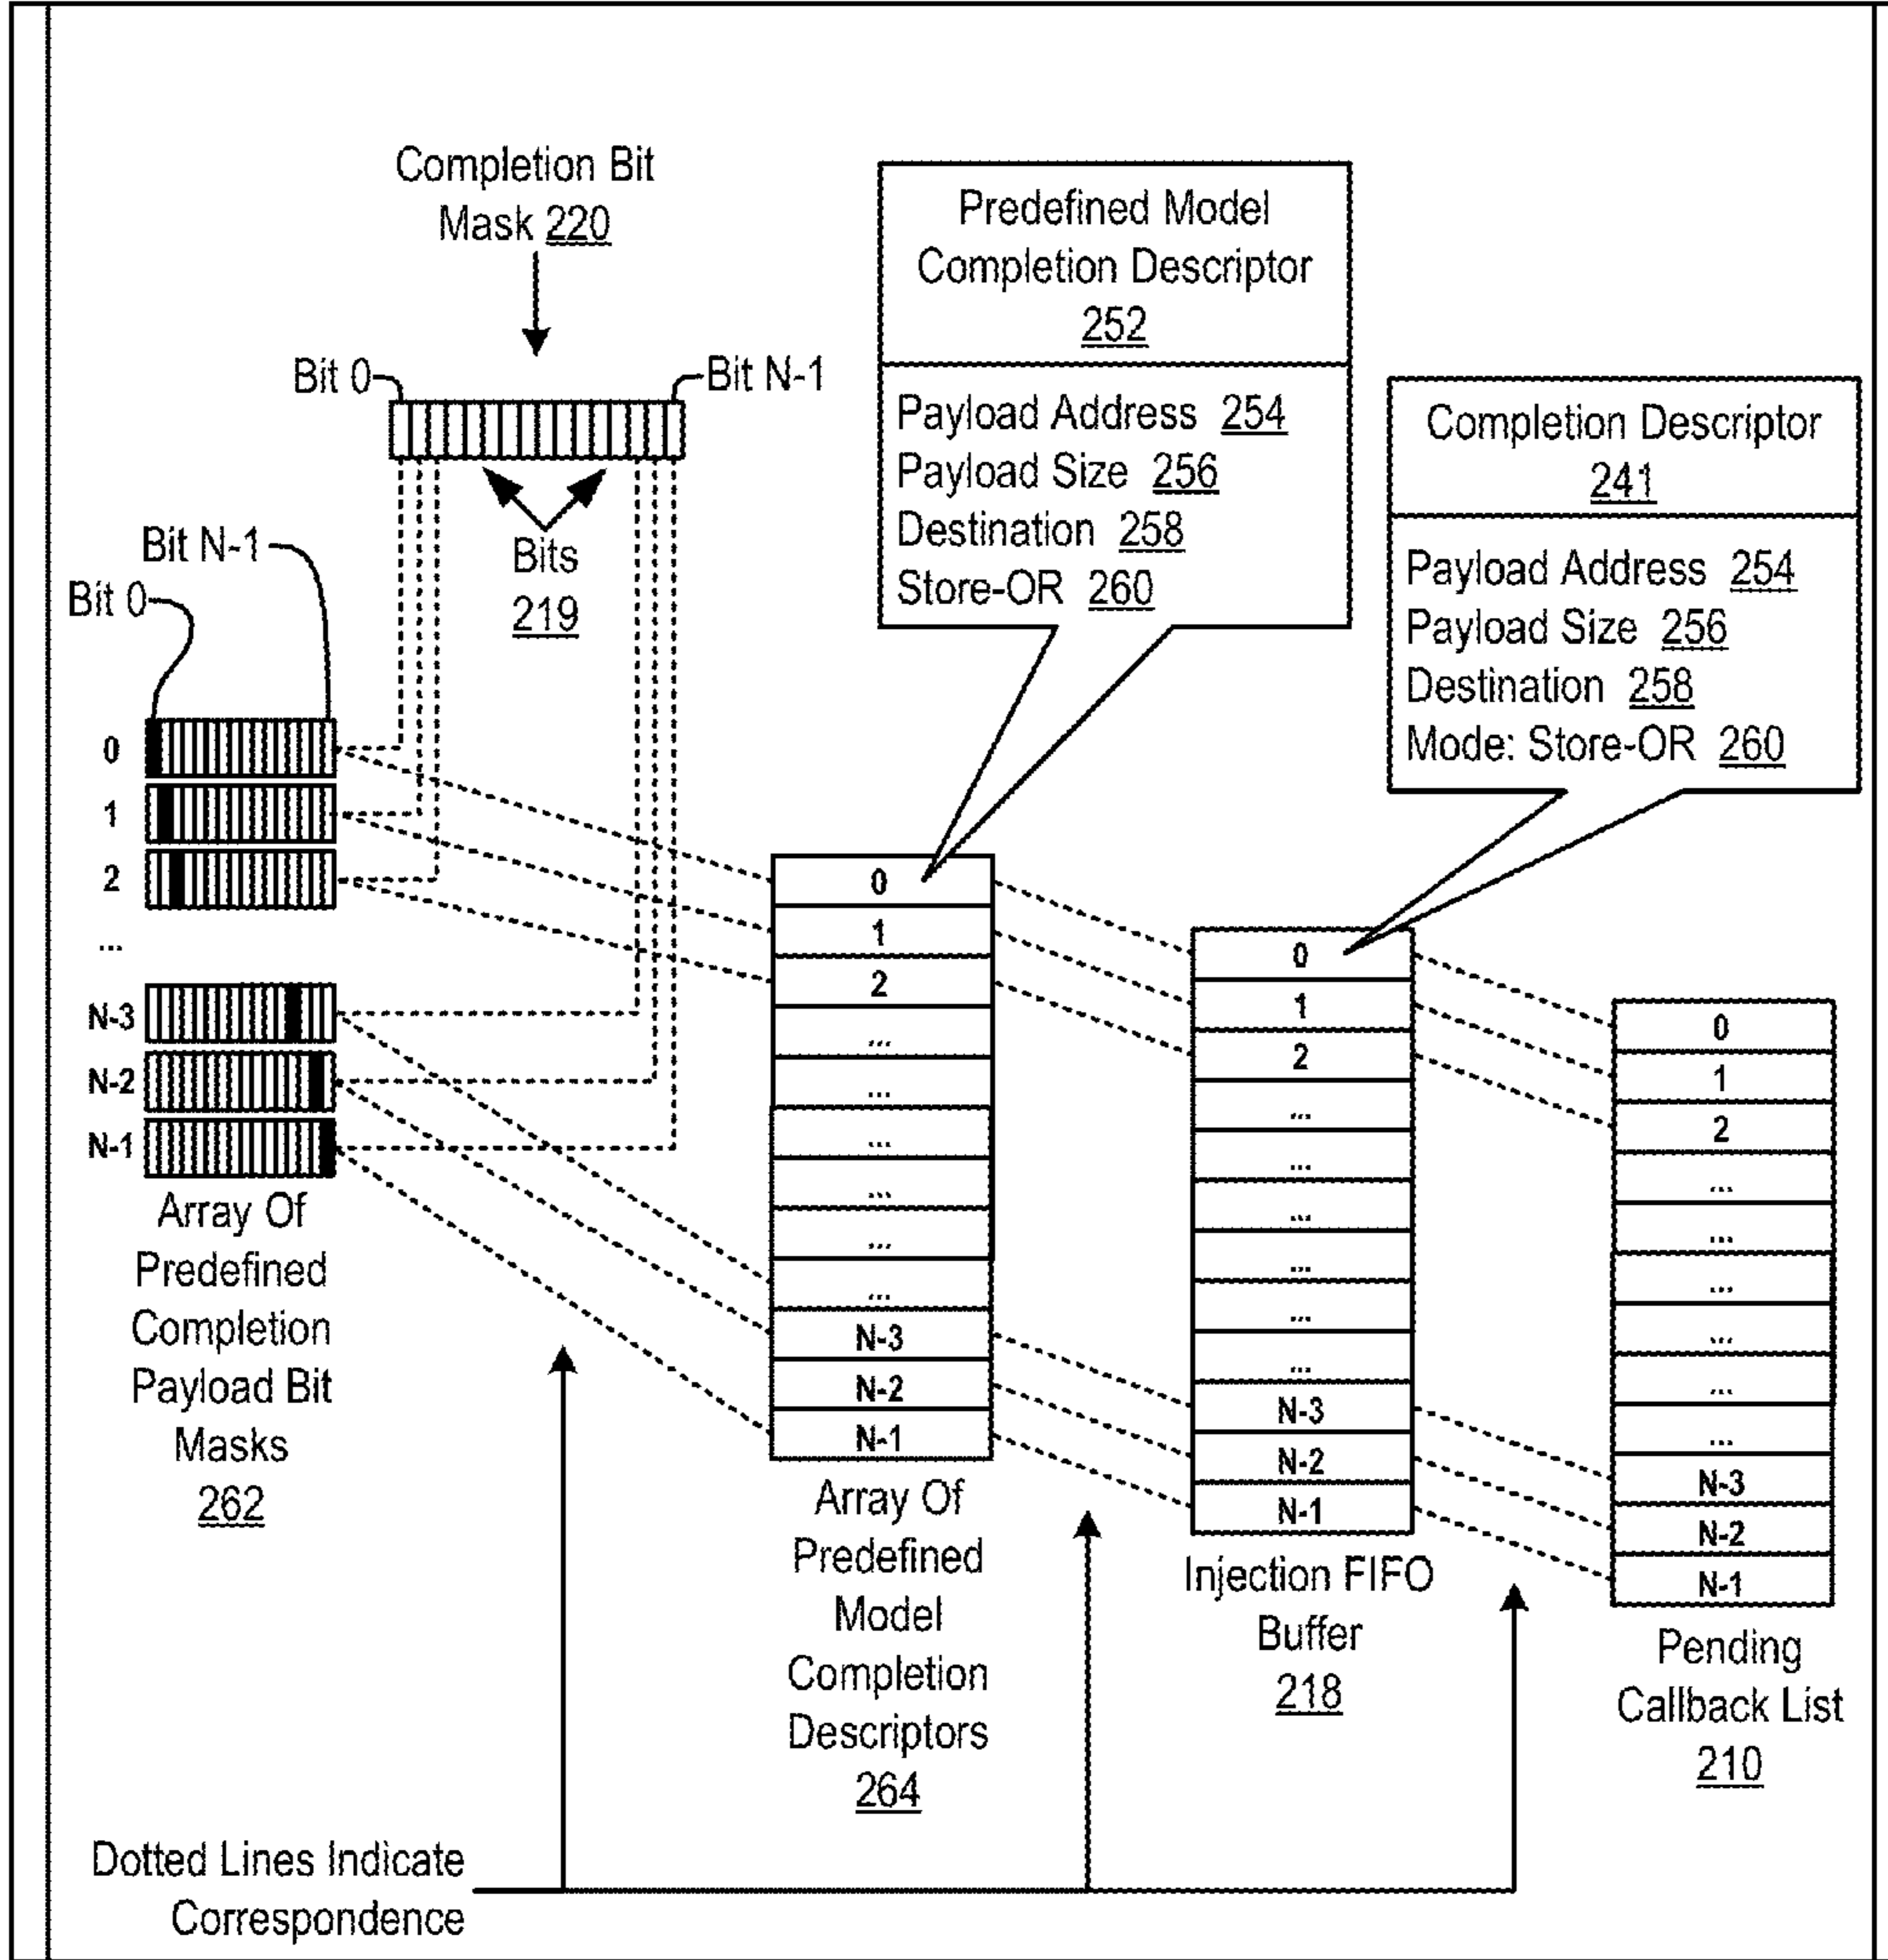 Completion Bit
Mask 220
Bit 0
Bit N-1
Bits
219
Predefined Model
Completion Descriptor
252
Payload Address 254
Payload Size 256
Destination 258
Store-OR 260
Completion Descriptor
241
Payload Address 254
Payload Size 256
Destination 258
Mode: Store-OR 260
Bit N-1
Bit 0
0
1
2
...
N-3
N-2
N-1
Array Of
Predefined
Completion
Payload Bit
Masks
262
0
1
2
...
...
...
...
...
...
N-3
N-2
N-1
Array Of
Predefined
Model
Completion
Descriptors
264
0
1
2
...
...
...
...
...
...
N-3
N-2
N-1
Injection FIFO
Buffer
218
0
1
2
...
...
...
...
...
...
N-3
N-2
N-1
Pending
Callback List
210
Dotted Lines Indicate
Correspondence